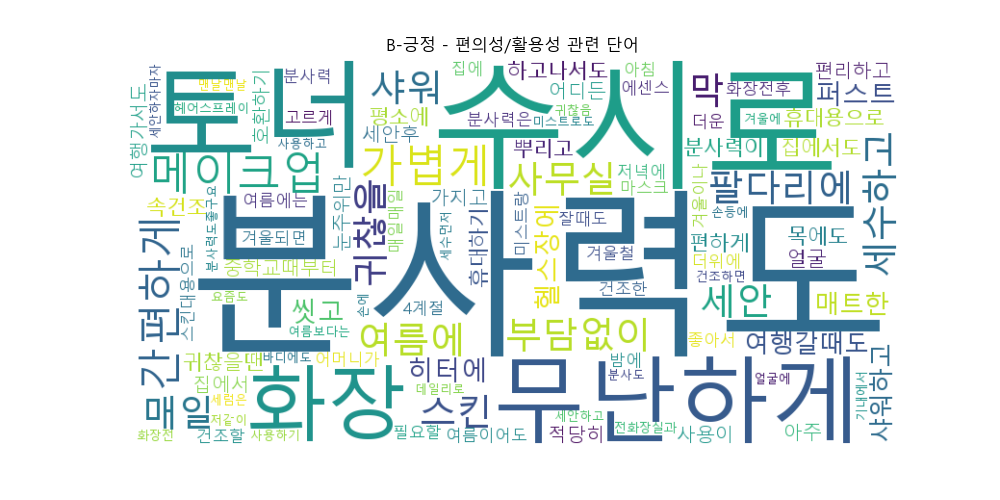 B-긍정 - 편의성/활용성 관련 단어
토너
수시로
분사력도
화장
무난하게
메이크업
샤워
가볍게
사무실
막
퍼스트
편리하고
화장전후
에센스
아침
하고나서도
어디든
귀찮음
미스트로도
분사력은
더운
겨울에
휴대용으로
분사력이
집에서도
집에
분사력
맨날맨날
헤어스프레이
사용하고
고르게
호환하기
세안하자마자
여행가서도
평소에
세안후
뿌리고
저녁에
마스크
팔다리에
세수하고
속건조
여름에는
눈주위만
매일매일
귀찮을
가지고
휴대하기
세수먼저
미스트랑
헬스장에
잘때도
겨울철
건조한
겨울이나
손등에
편하게
더위에
건조하면
목에도
얼굴
세안
매트한
간편하게
스킨대용으로
분사력도좋구요
겨울되면
중학교때부터
요즘도
여름보다는
씻고
손에
4계절
여름에
부담없이
좋아서
여행갈때도
매일
귀찮을땐
바디에도
어머니가
히터에
집에서
세럼은
저같이
스킨
데일리로
밤에
분사도
얼굴에
기내에서
샤워하고
화장전
건조할
사용하기
필요할
여름이어도
적당히
세안하고
전화장실과
사용이
아주